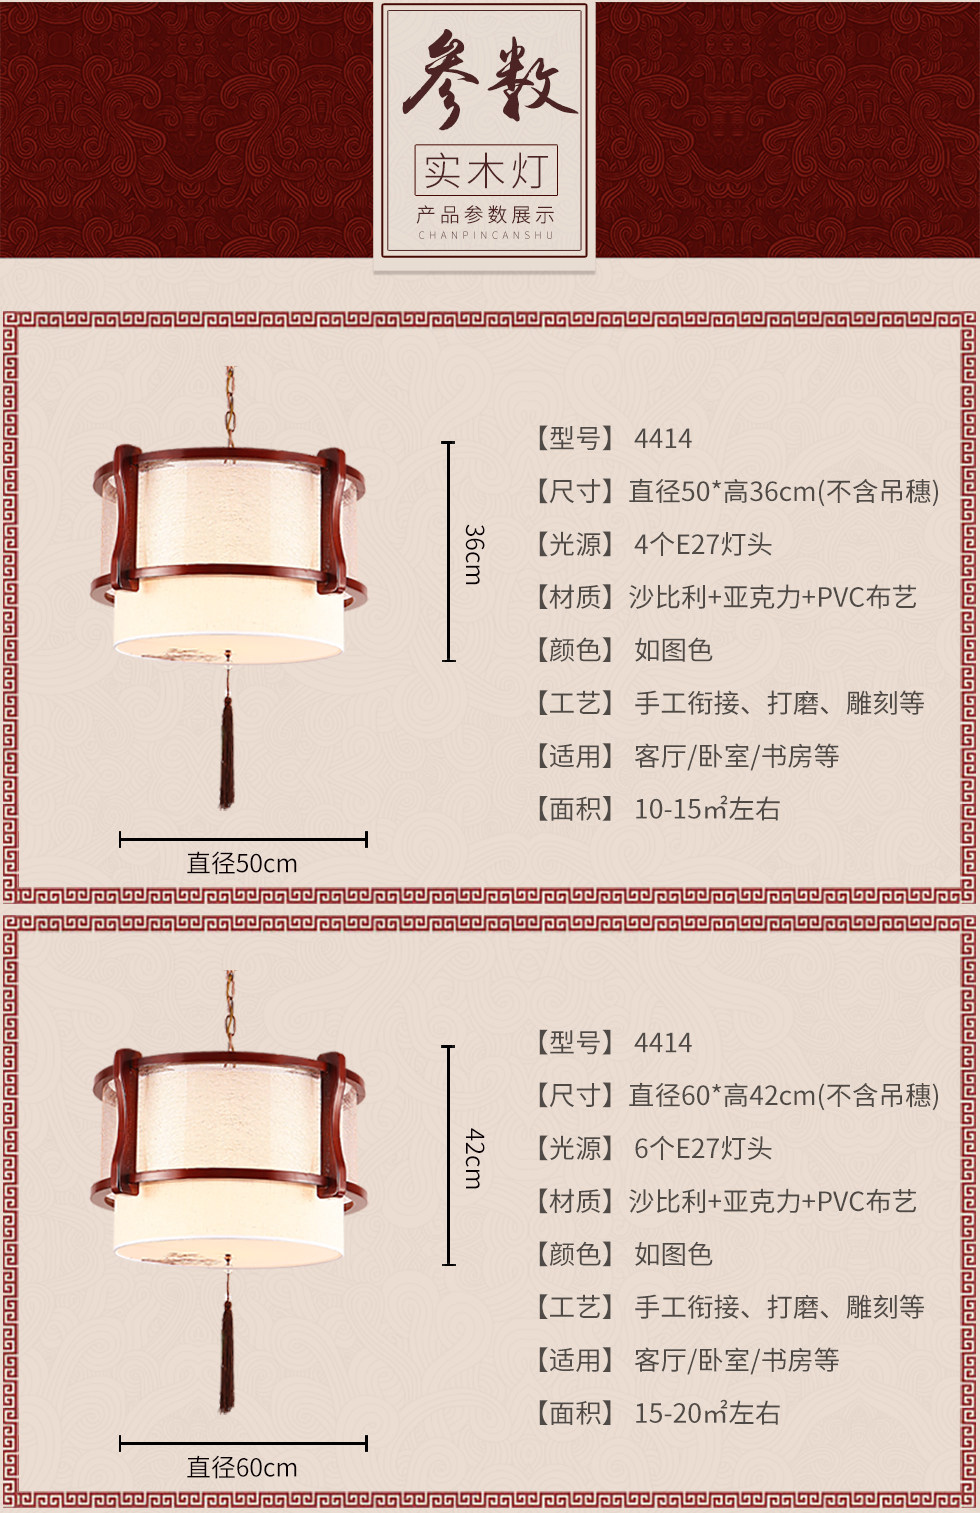 参数
实木灯
产品参数展示
CHANPINCANSHU
【型号】 4414
【尺寸】直径50*高36cm(不含吊穗)
【光源】 4个E27灯头
【材质】沙比利+亚克力+PVC布艺
【颜色】 如图色
【工艺】 手工衔接、打磨、雕刻等
【适用】 客厅/卧室/书房等
【面积】 10-15㎡左右
36cm
直径50cm
【型号】 4414
【尺寸】直径60*高42cm(不含吊穗)
【光源】 6个E27灯头
【材质】沙比利+亚克力+PVC布艺
【颜色】 如图色
【工艺】 手工衔接、打磨、雕刻等
【适用】 客厅/卧室/书房等
【面积】 15-20㎡左右
42cm
直径60cm